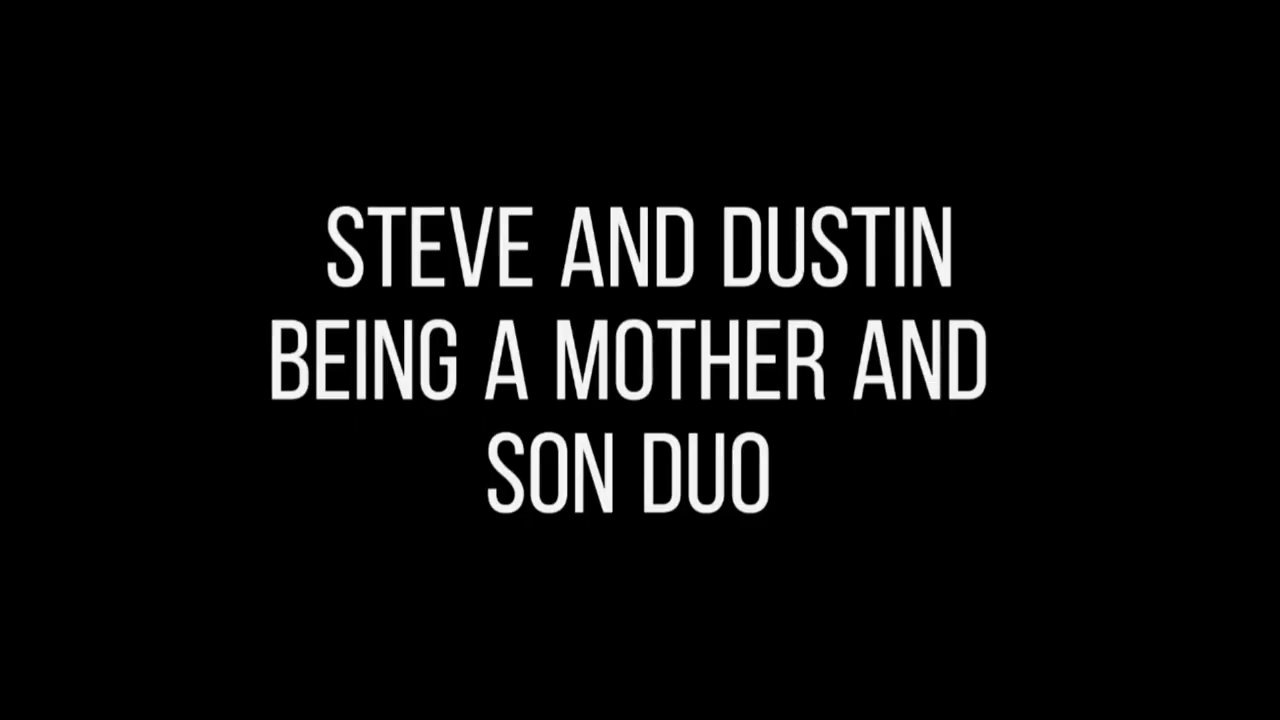 STEVE AND DUSTIN
BEING A MOTHER AND
SON DUO